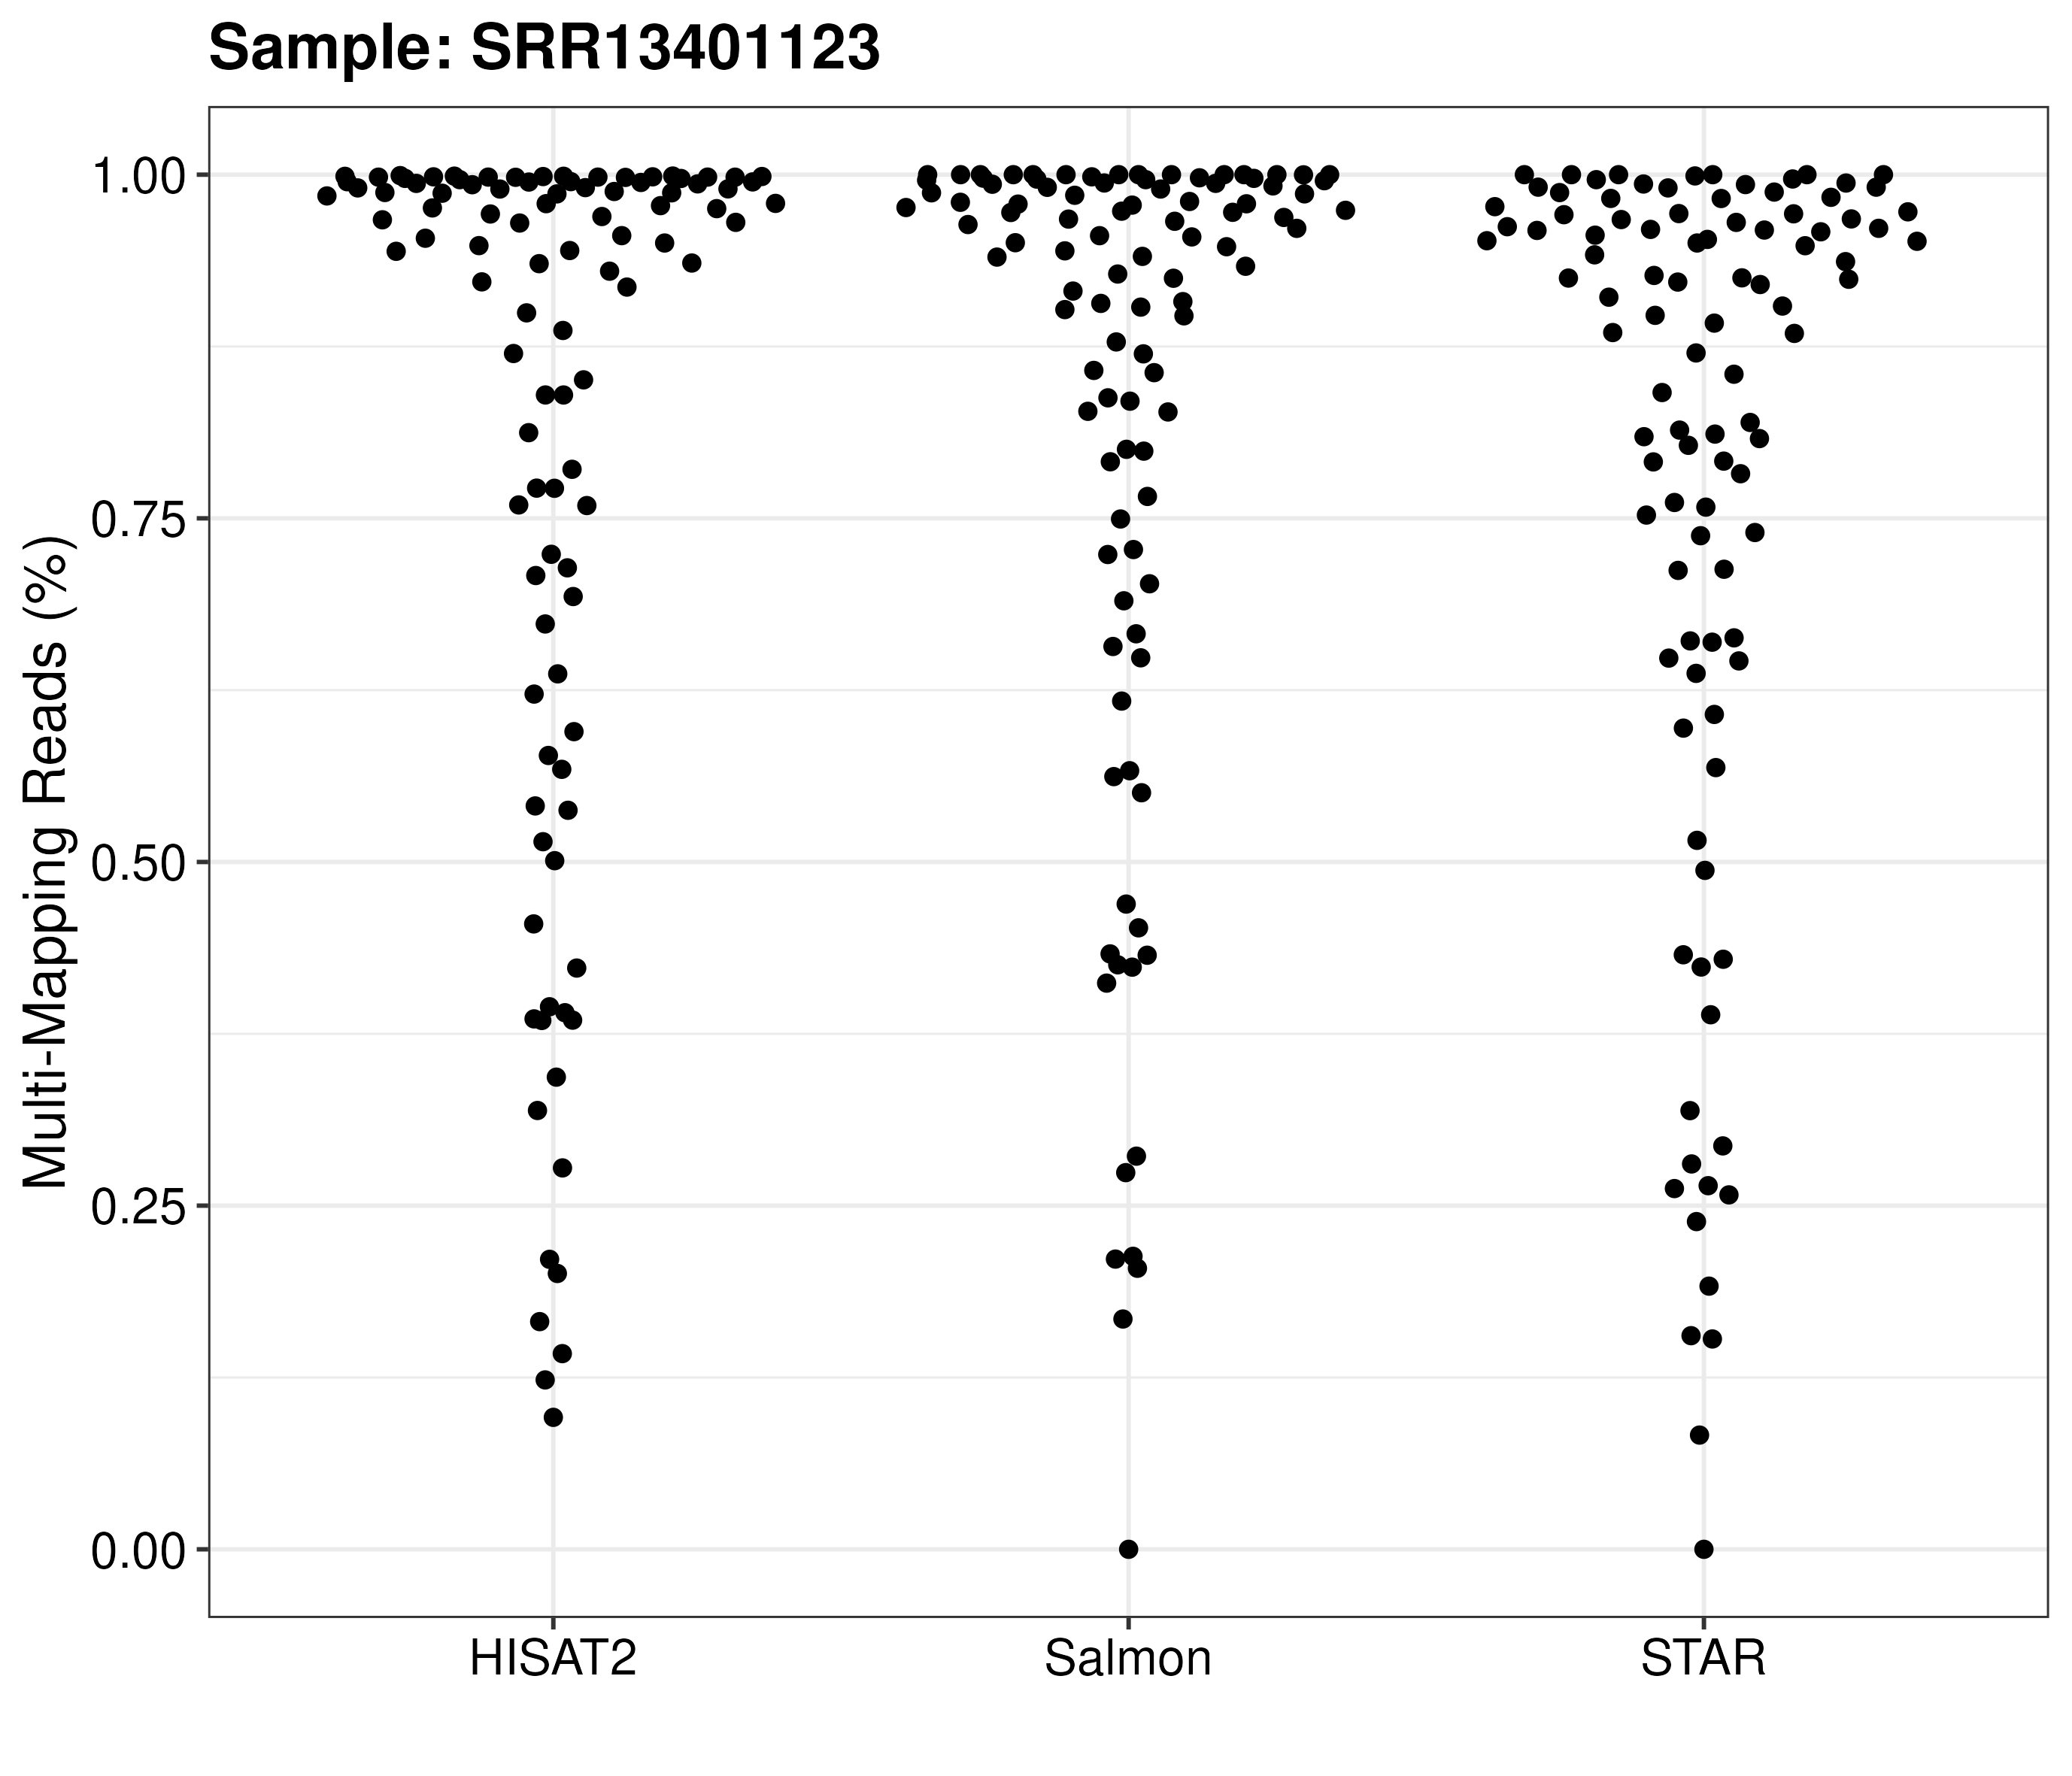 Sample: SRR13401123
Multi-Mapping Reads (%)
1.00
0.75
0.50
0.25
0.00
HISAT2
Salmon
STAR